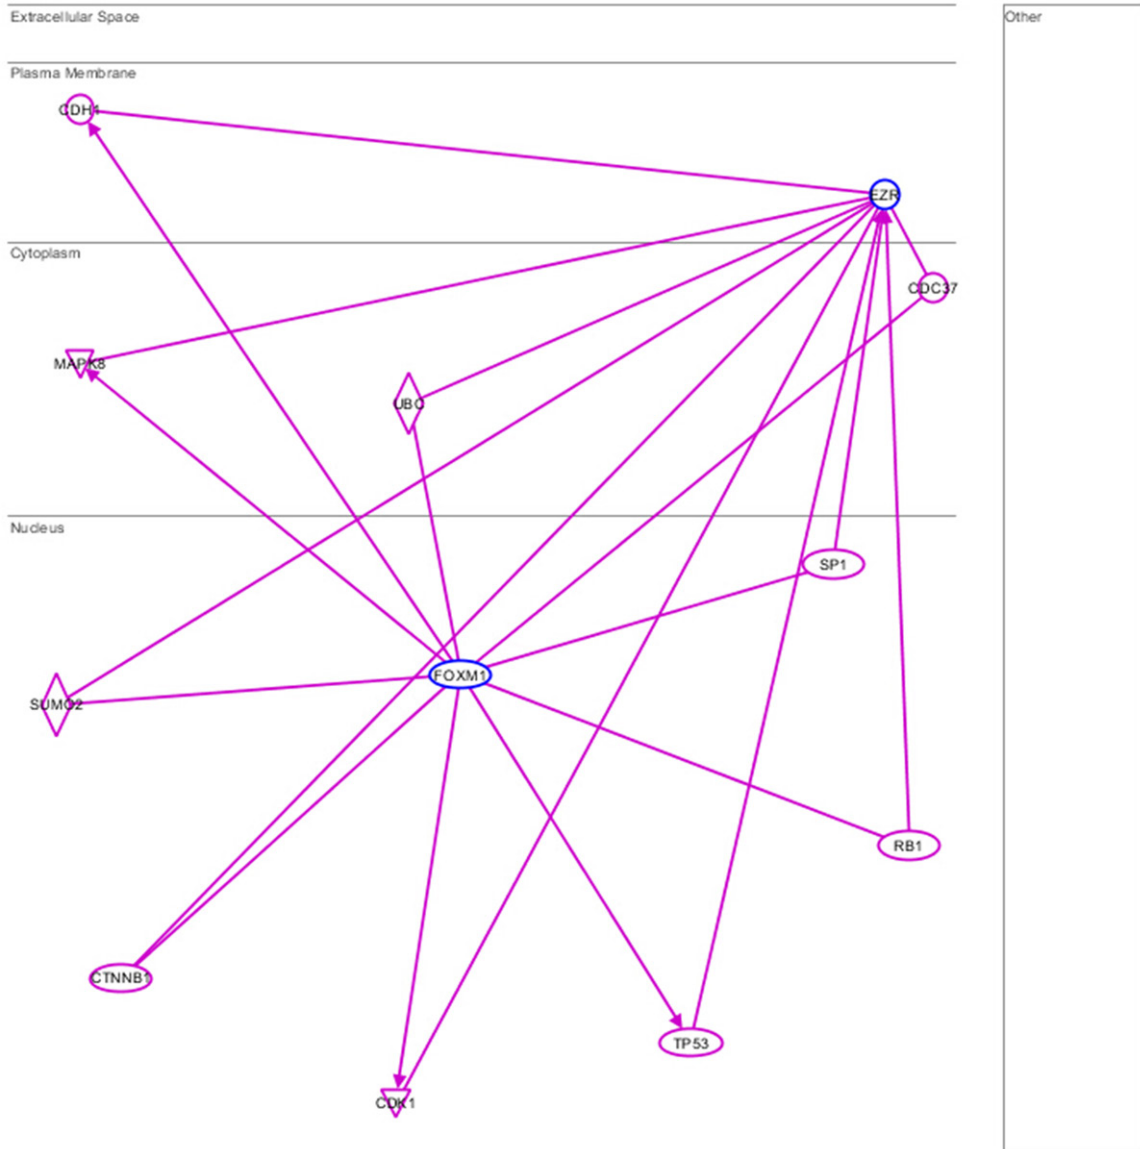 Extracellular Space
Other
Plasma Membrane
CDH1
EZR
Cytoplasm
CDC37
MAPK8
UBC
Nucleus
SP1
FOXM1
SUMO2
RB1
CTNNB1
TP53
CDK1